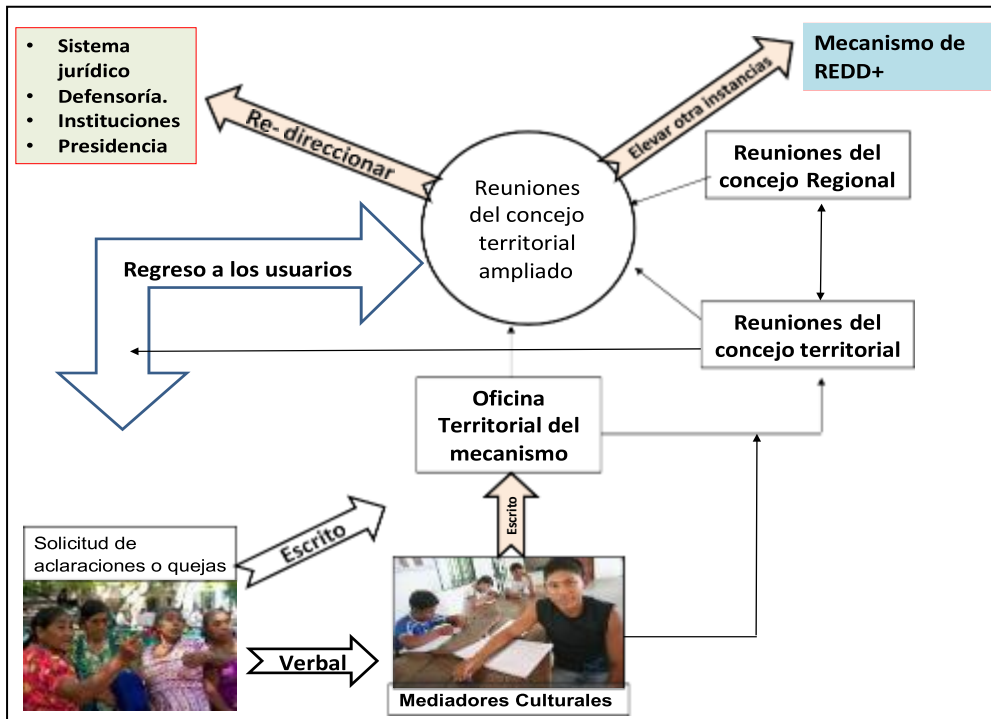 • Sistema
jurídico
• Defensoría.
• Instituciones
• Presidencia
Re- direccionar
Elevar otra instancias
Mecanismo de
REDD+
Reuniones del
concejo Regional
Reuniones
del concejo
territorial
ampliado
Regreso a los usuarios
Reuniones del
concejo territorial
Oficina
Territorial del
mecanismo
Escrito
Escrito
Solicitud de
aclaraciones o quejas
Verbal
Mediadores Culturales